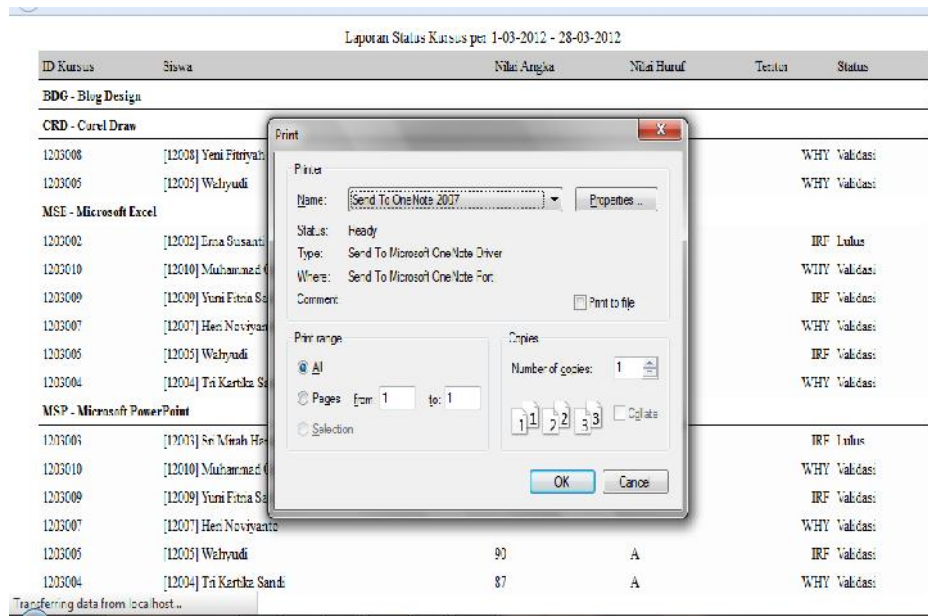 Laporan Status Kursus per 1-03-2012 - 28-03-2012
ID Kursus Siswa Nilai Angka Nilai Huruf Tentor Status
BDG - Blog Design
CRD - Corel Draw
1203008 [12008] Yeni Fitriyah WHY Validasi
1203005 [12005] Wahyudi WHY Validasi
MSE - Microsoft Excel
1203002 [12002] Erna Susanti IRF Lulus
1203010 [12010] Muhammad WHY Validasi
1203009 [12009] Yuni Fitria Sa IRF Validasi
1203007 [12007] Heri Noviyan WHY Validasi
1203005 [12005] Wahyudi IRF Validasi
1203004 [12004] Tri Kartika Sa WHY Validasi
MSP - Microsoft PowerPoint
1203003 [12003] Sri Mirah Har IRF Lulus
1203010 [12010] Muhammad WHY Validasi
1203009 [12009] Yuni Fitria Sa IRF Validasi
1203007 [12007] Heri Noviyanto WHY Validasi
1203005 [12005] Wahyudi 90 A IRF Validasi
1203004 [12004] Tri Kartika Sandi 87 A WHY Validasi
Transferring data from localhost...
Print
Printer
Name: Send To OneNote 2007 Properties...
Status: Ready
Type: Send To Microsoft OneNote Driver
Where: Send To Microsoft OneNote Port
Comment: Print to file
Print range
All
Pages from: 1 to: 1
Selection
Copies
Number of copies: 1
1 1 2 2 3 3 Collate
OK Cancel